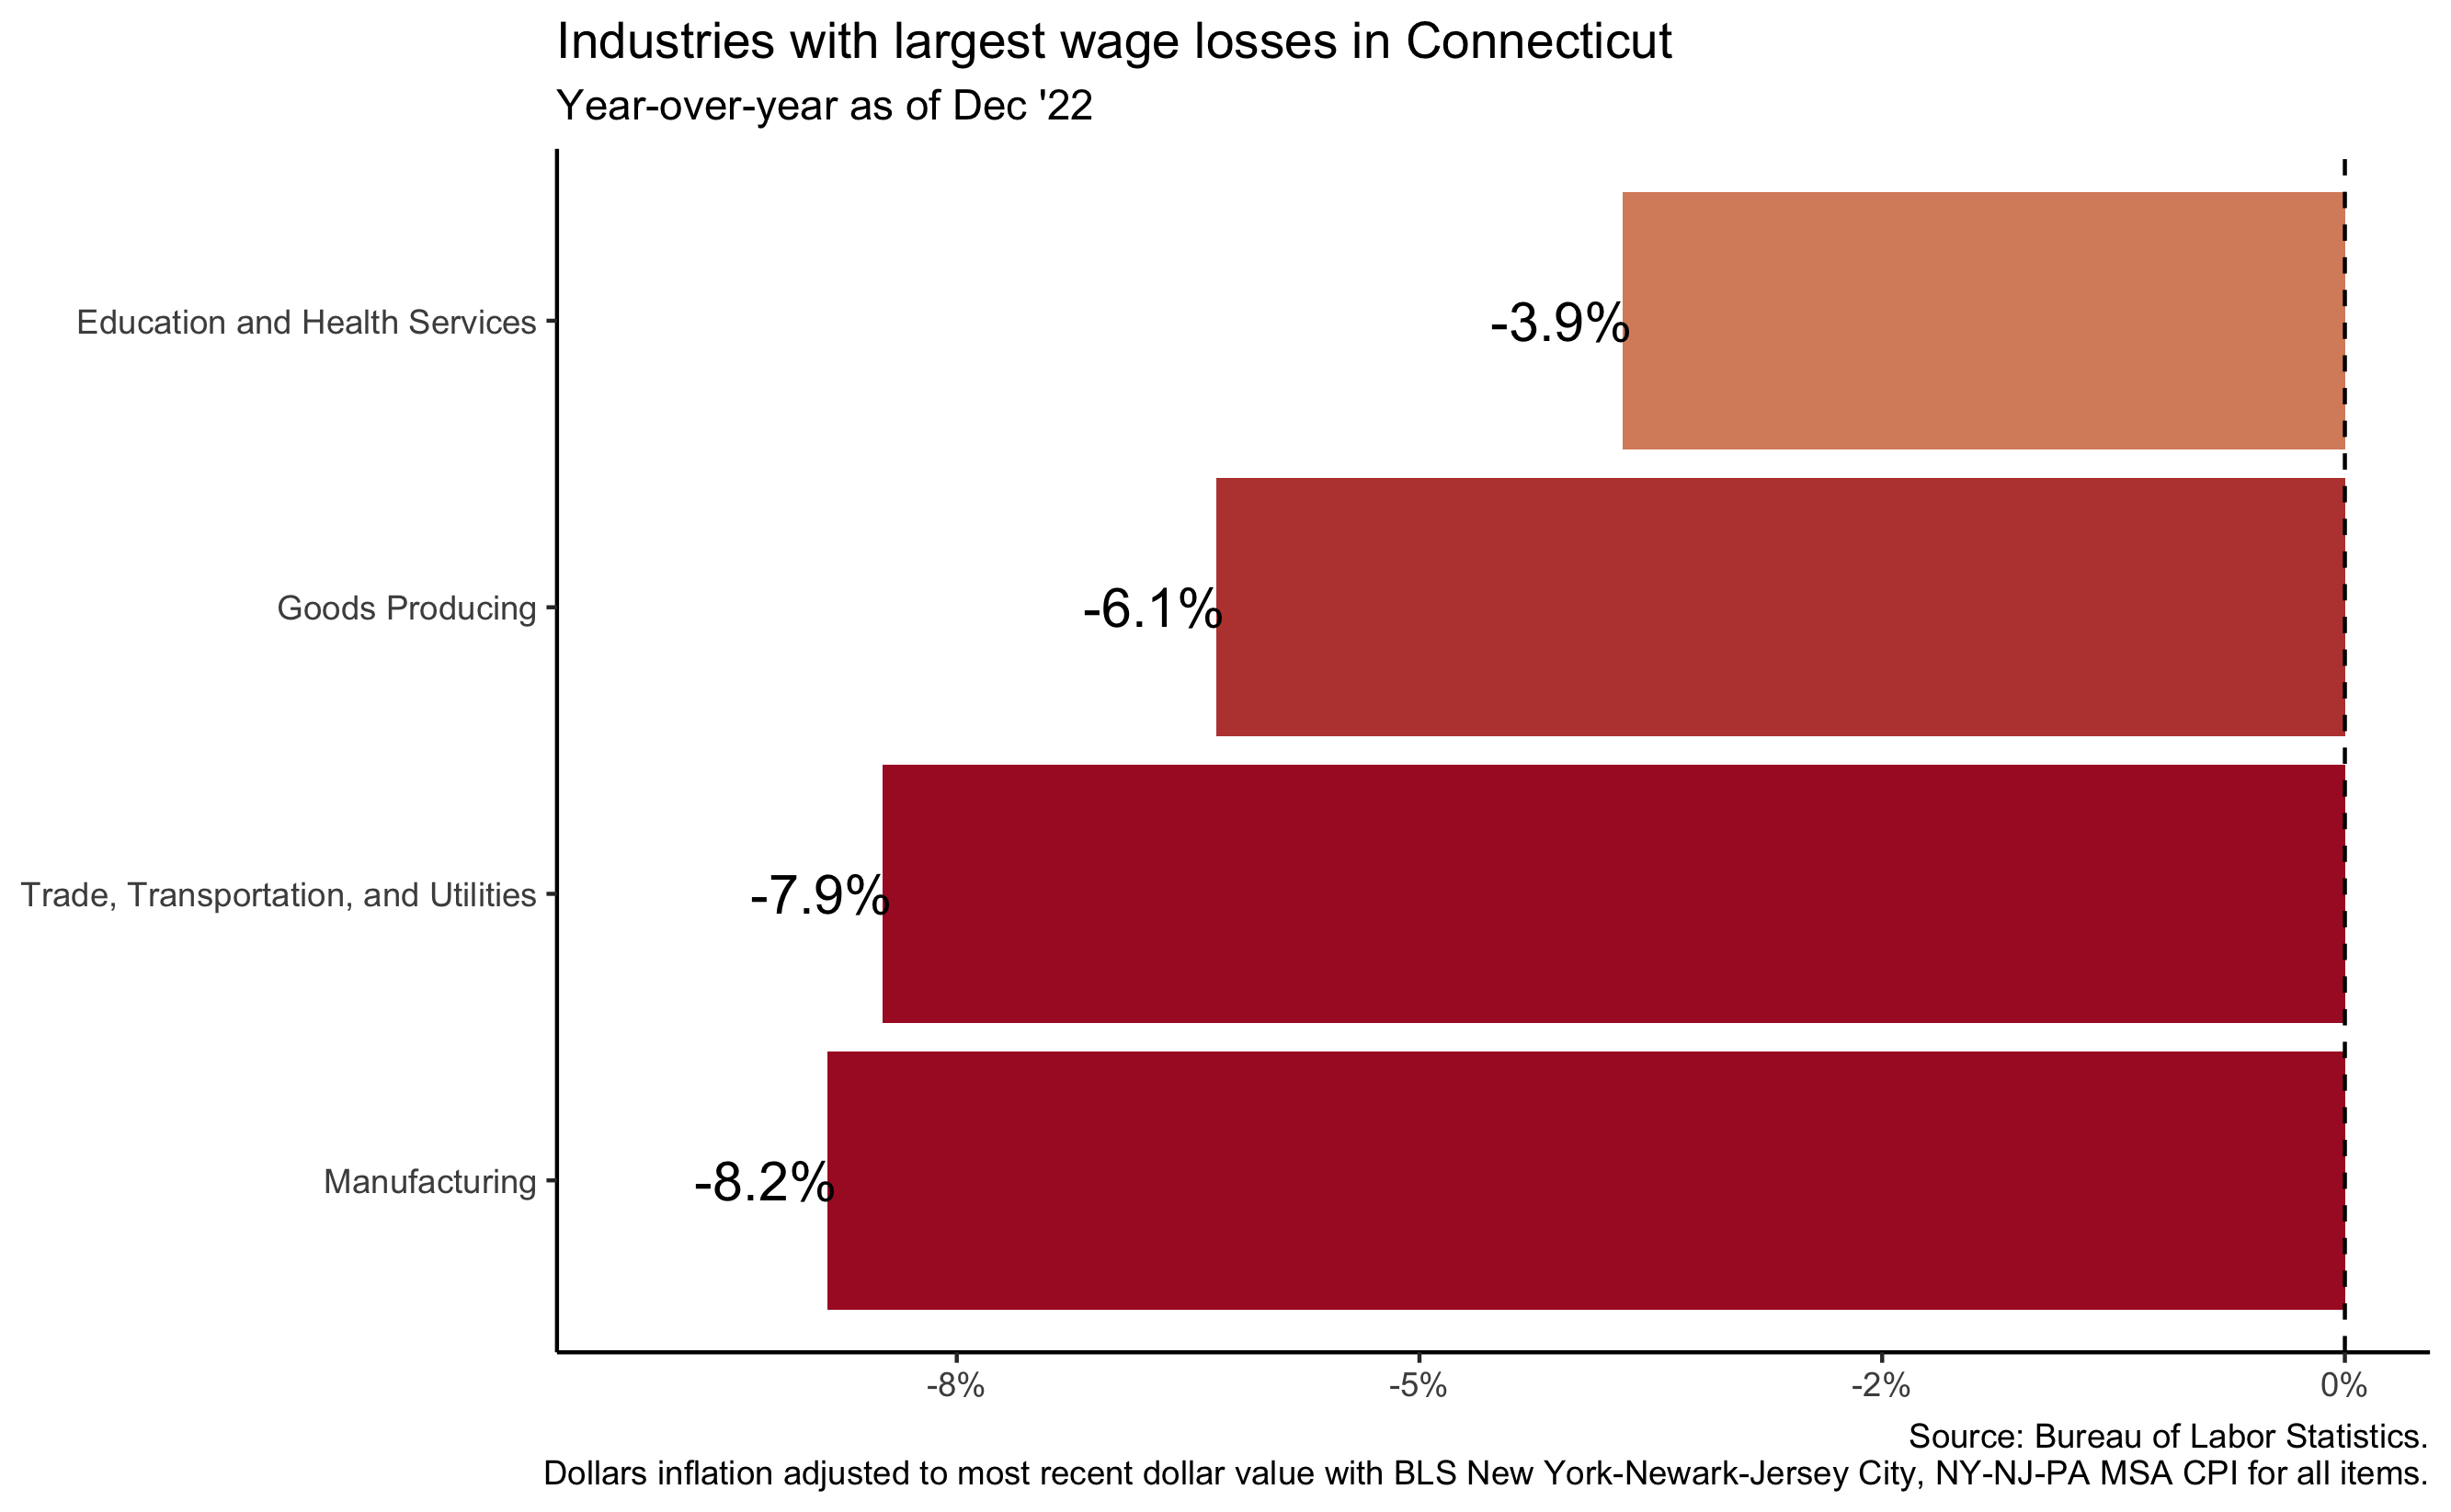 Industries with largest wage losses in Connecticut
Year-over-year as of Dec '22
Education and Health Services
-3.9%
Goods Producing
-6.1%
Trade, Transportation, and Utilities
-7.9%
Manufacturing
-8.2%
-8%
-5%
-2%
0%
Source: Bureau of Labor Statistics.
Dollars inflation adjusted to most recent dollar value with BLS New York-Newark-Jersey City, NY-NJ-PA MSA CPI for all items.